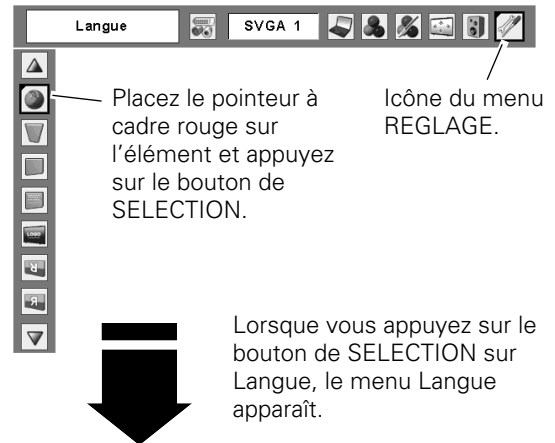 Langue
SVGA 1
Placez le pointeur à
cadre rouge sur
l'élément et appuyez
sur le bouton de
SELECTION.
Icône du menu
REGLAGE.
LOGO
Lorsque vous appuyez sur le
bouton de SELECTION sur
Langue, le menu Langue
apparaît.